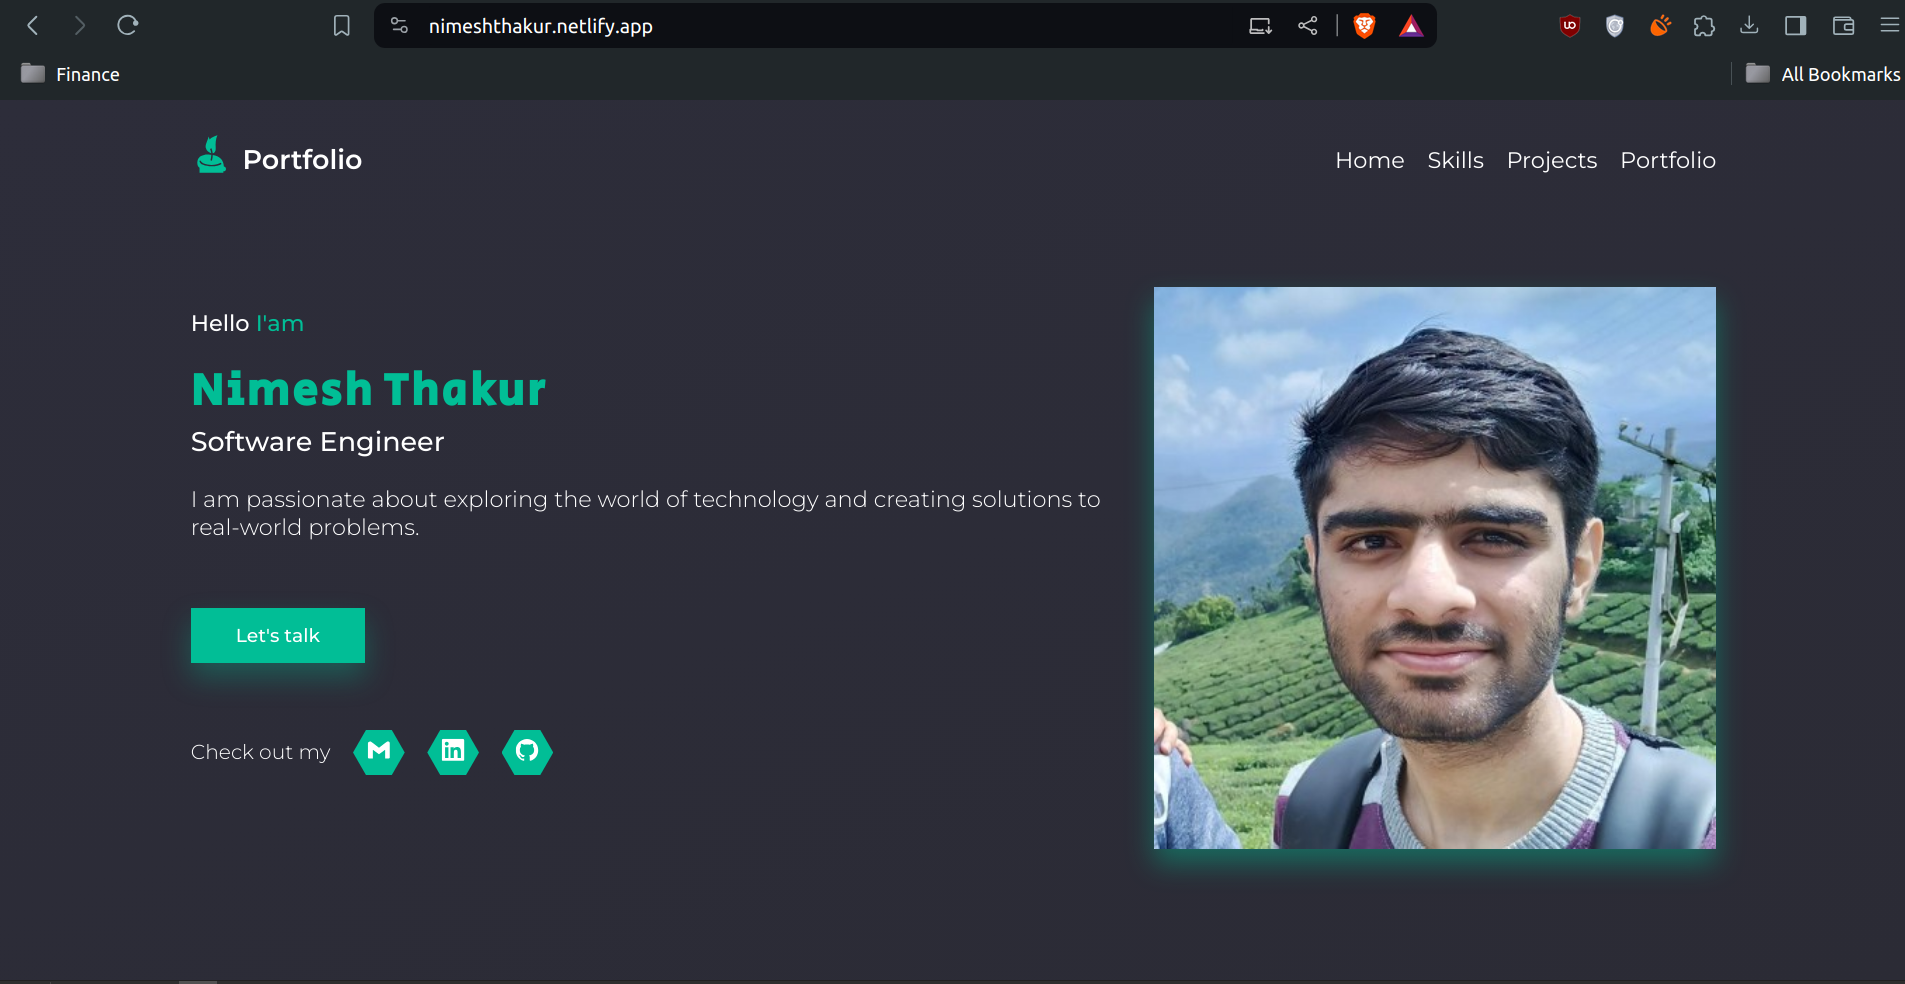 nimeshthakur.netlify.app
Finance
All Bookmarks
Portfolio
Home Skills Projects Portfolio
Hello I'am
Nimesh Thakur
Software Engineer
I am passionate about exploring the world of technology and creating solutions to
real-world problems.
Let's talk
Check out my